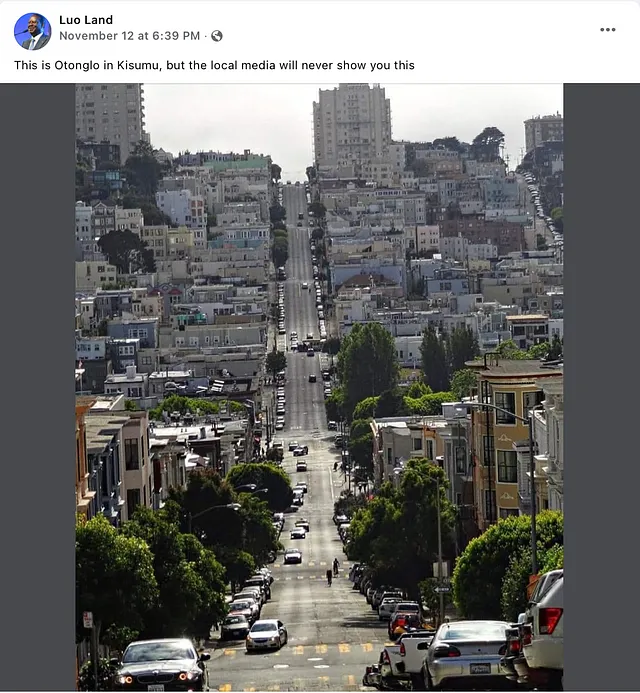 Luo Land
November 12 at 6:39 PM ·
This is Otonglo in Kisumu, but the local media will never show you this